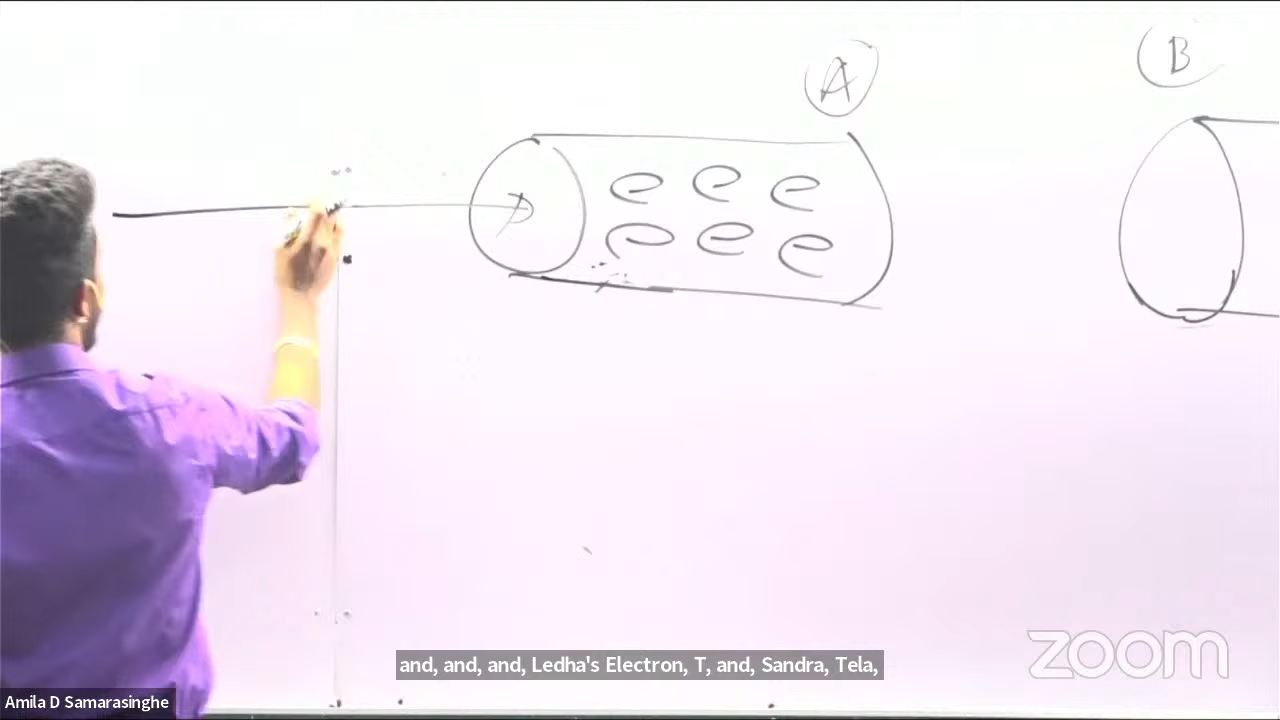 A
B
e e e
e e e
and, and, and, Ledha's Electron, T, and, Sandra, Tela,
Amila D Samarasinghe
zoom